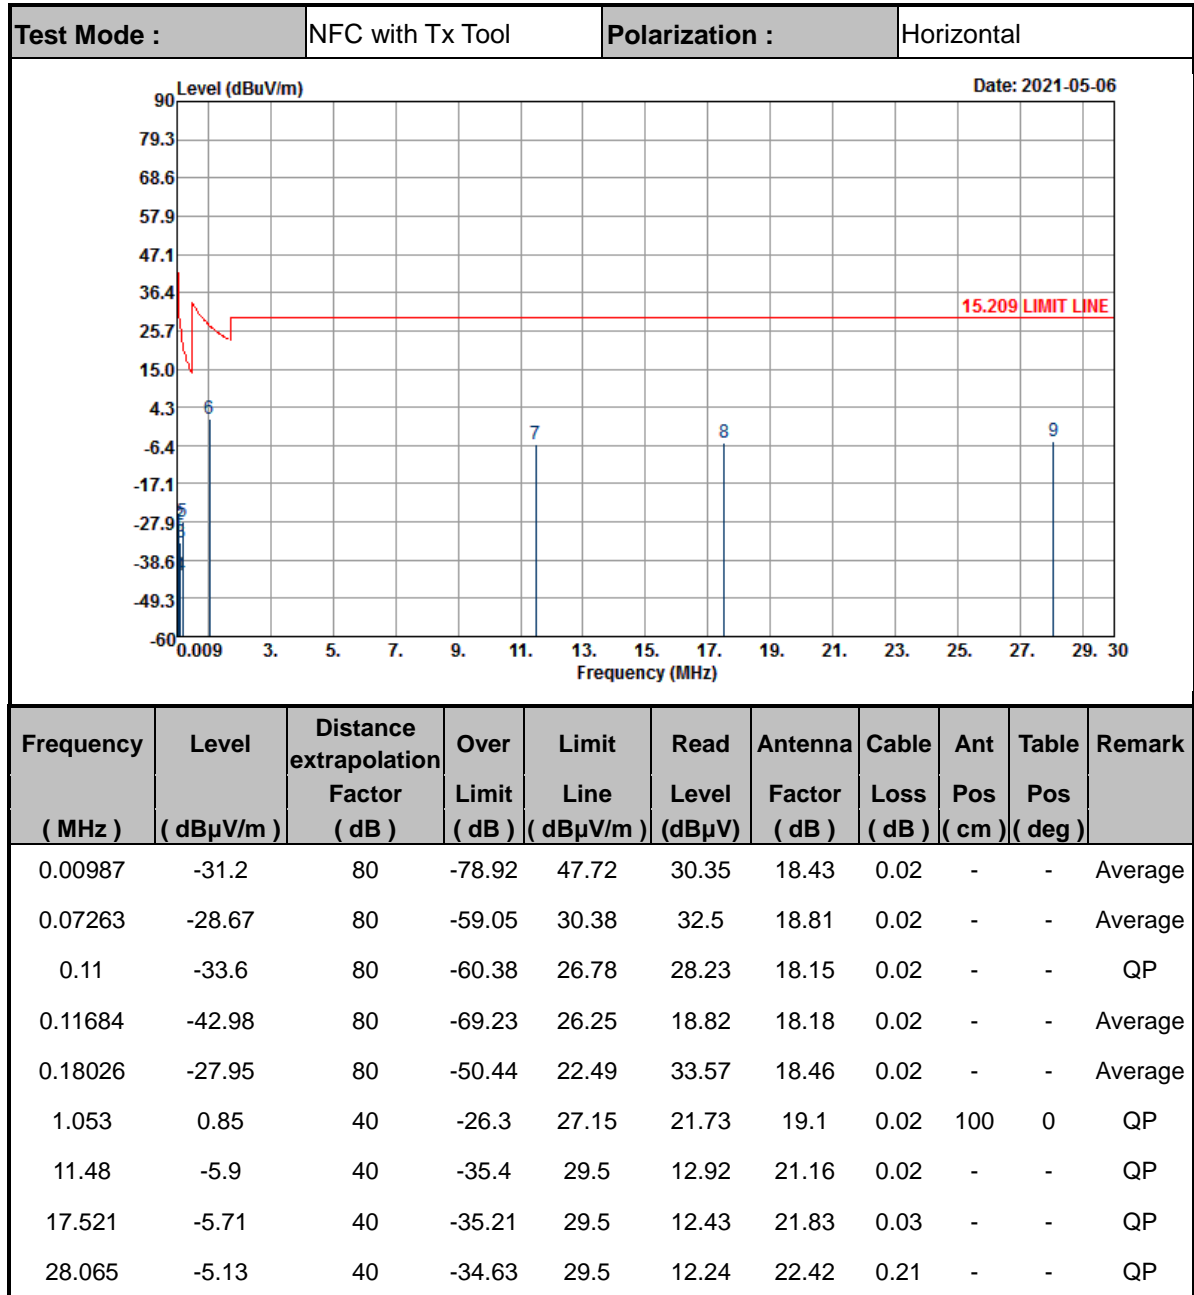 Test Mode : NFC with Tx Tool Polarization : Horizontal
Level (dBuV/m) Date: 2021-05-06
90
79.3
68.6
57.9
47.1
36.4
15.209 LIMIT LINE
25.7
15.0
4.3
6
7 8 9
-6.4
-17.1
5
-27.9
-38.6
-49.3
-60
0.009 3. 5. 7. 9. 11. 13. 15. 17. 19. 21. 23. 25. 27. 29. 30
Frequency (MHz)
Frequency Level Distance extrapolation Over Limit Read Antenna Cable Ant Table Remark
Factor Limit Line Level Factor Loss Pos Pos
( MHz ) ( dBµV/m ) ( dB ) ( dB ) ( dBµV/m ) (dBµV) ( dB ) ( dB ) ( cm ) ( deg )
0.00987 -31.2 80 -78.92 47.72 30.35 18.43 0.02 - - Average
0.07263 -28.67 80 -59.05 30.38 32.5 18.81 0.02 - - Average
0.11 -33.6 80 -60.38 26.78 28.23 18.15 0.02 - - QP
0.11684 -42.98 80 -69.23 26.25 18.82 18.18 0.02 - - Average
0.18026 -27.95 80 -50.44 22.49 33.57 18.46 0.02 - - Average
1.053 0.85 40 -26.3 27.15 21.73 19.1 0.02 100 0 QP
11.48 -5.9 40 -35.4 29.5 12.92 21.16 0.02 - - QP
17.521 -5.71 40 -35.21 29.5 12.43 21.83 0.03 - - QP
28.065 -5.13 40 -34.63 29.5 12.24 22.42 0.21 - - QP